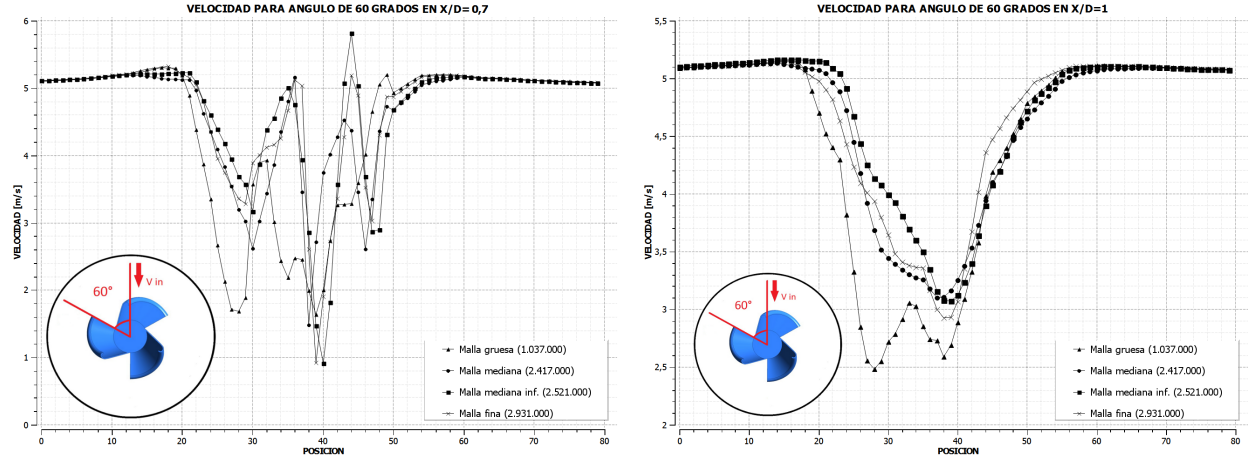 VELOCIDAD PARA ANGULO DE 60 GRADOS EN X/D= 0,7
6
5
4
3
2
1
0
VELOCIDAD [m/s]
60°
V in
Malla gruesa (1.037.000)
Malla mediana (2.417.000)
Malla mediana inf. (2.521.000)
Malla fina (2.931.000)
0 10 20 30 40 50 60 70 80
POSICION
VELOCIDAD PARA ANGULO DE 60 GRADOS EN X/D=1
5,5
5
4,5
4
3,5
3
2,5
2
VELOCIDAD [m/s]
60°
V in
Malla gruesa (1.037.000)
Malla mediana (2.417.000)
Malla mediana inf. (2.521.000)
Malla fina (2.931.000)
0 10 20 30 40 50 60 70 80
POSICION